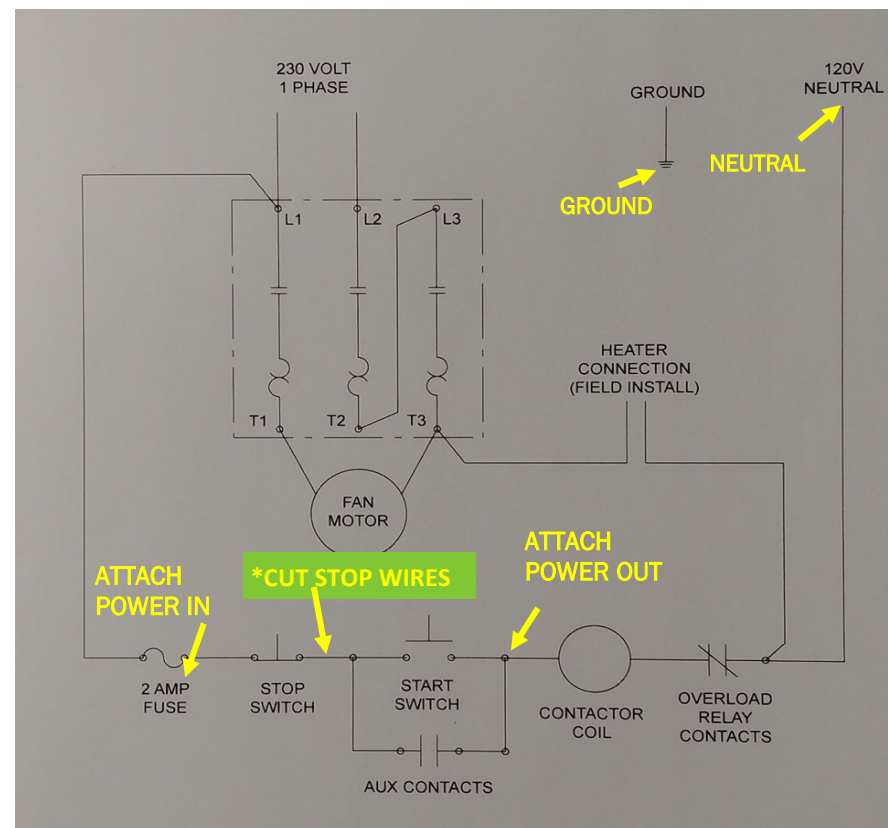 230 VOLT
1 PHASE
GROUND
120V
NEUTRAL
NEUTRAL
GROUND
L1
L2
L3
HEATER
CONNECTION
(FIELD INSTALL)
T1
T2
T3
FAN
MOTOR
ATTACH
POWER OUT
*CUT STOP WIRES
ATTACH
POWER IN
2 AMP
FUSE
STOP
SWITCH
START
SWITCH
CONTACTOR
COIL
OVERLOAD
RELAY
CONTACTS
AUX CONTACTS